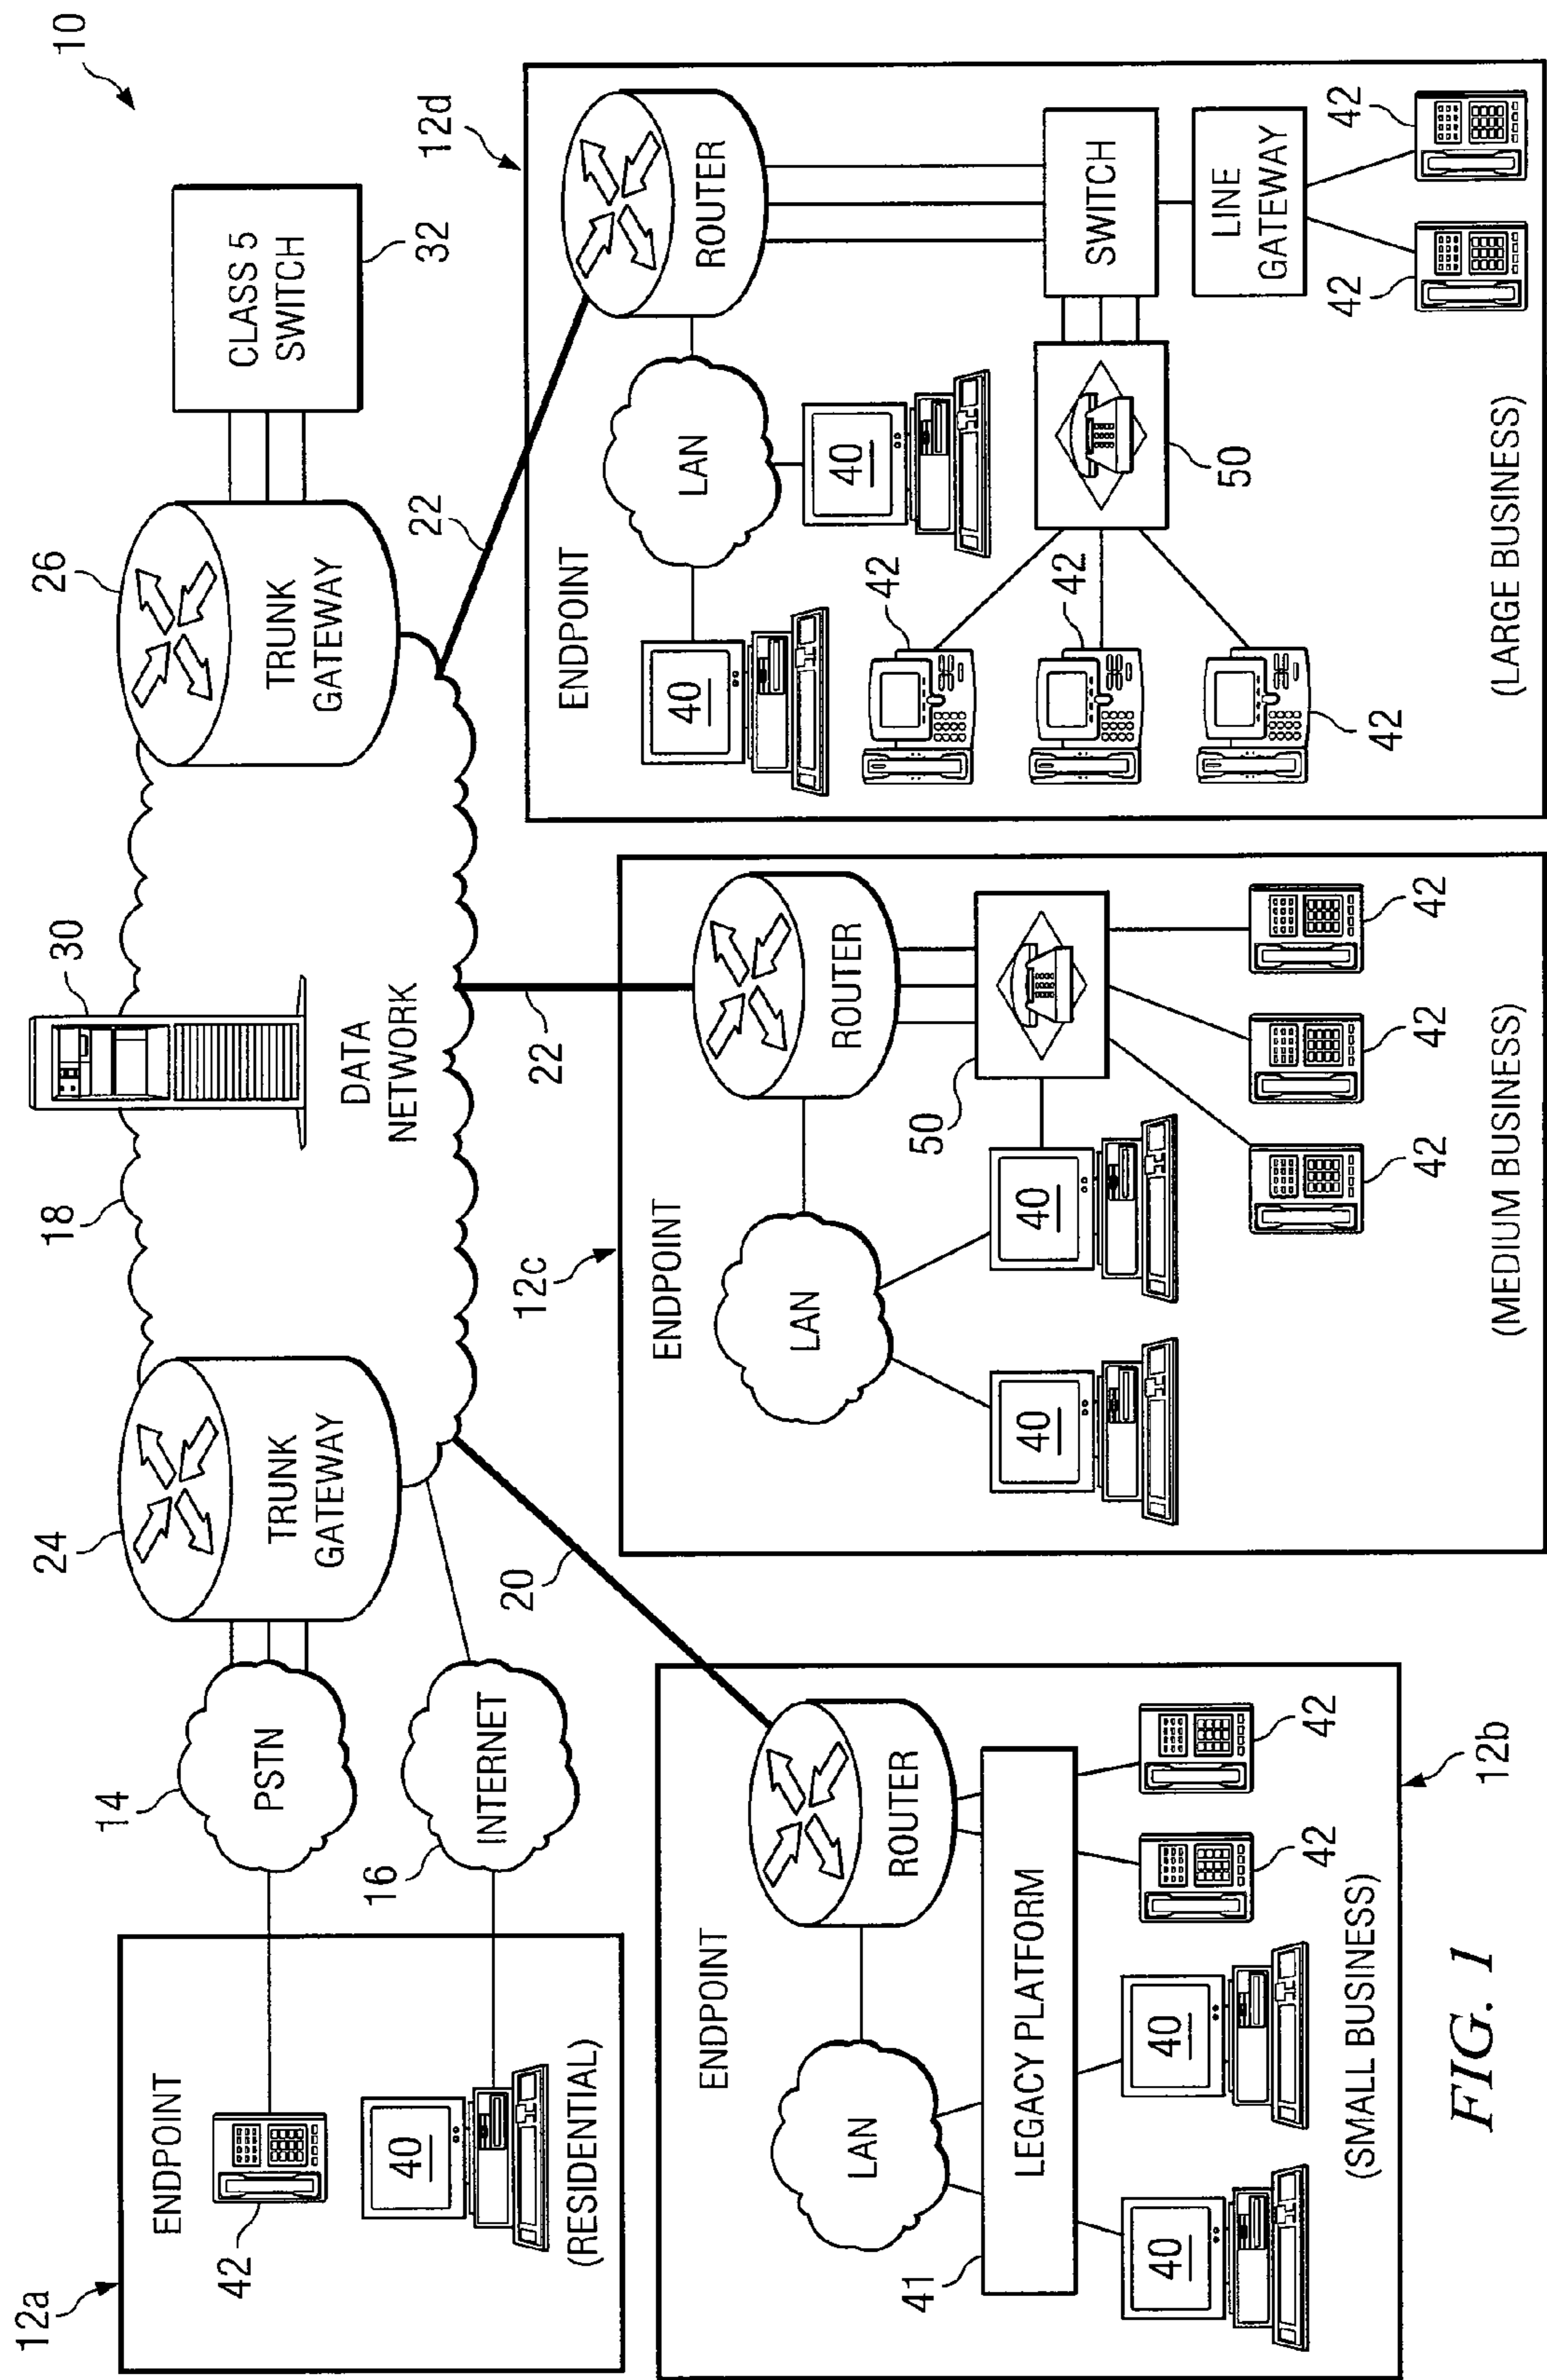 10
12a
ENDPOINT
42
40
(RESIDENTIAL)
14
PSTN
16
INTERNET
24
TRUNK
GATEWAY
18
30
DATA
NETWORK
26
TRUNK
GATEWAY
CLASS 5
SWITCH
32
20
22
22
ENDPOINT
ROUTER
LAN
41
LEGACY PLATFORM
40
40
42
42
(SMALL BUSINESS)
12b
12c
ENDPOINT
ROUTER
LAN
50
40
40
42
42
42
(MEDIUM BUSINESS)
12d
ENDPOINT
ROUTER
LAN
40
40
SWITCH
LINE
GATEWAY
50
42
42
42
42
42
(LARGE BUSINESS)
FIG. 1